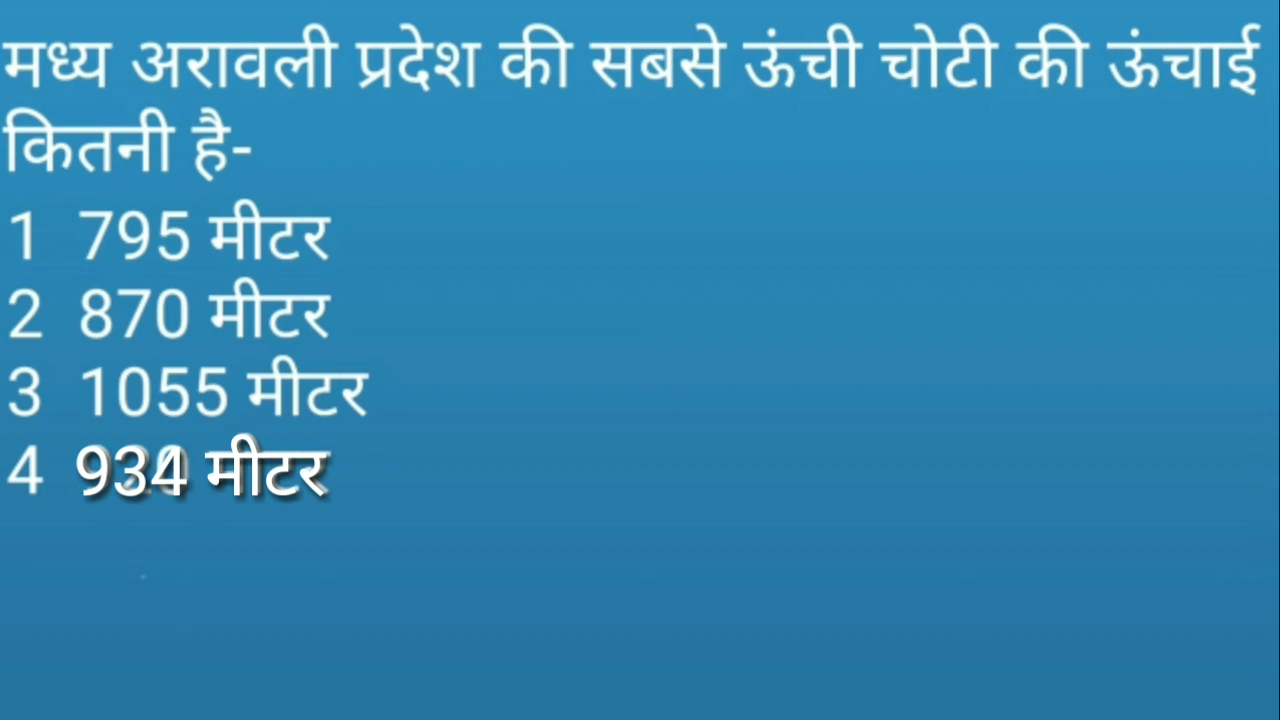 मध्य अरावली प्रदेश की सबसे ऊंची चोटी की ऊंचाई
कितनी है-
1 795 मीटर
2 870 मीटर
3 1055 मीटर
4 934 मीटर